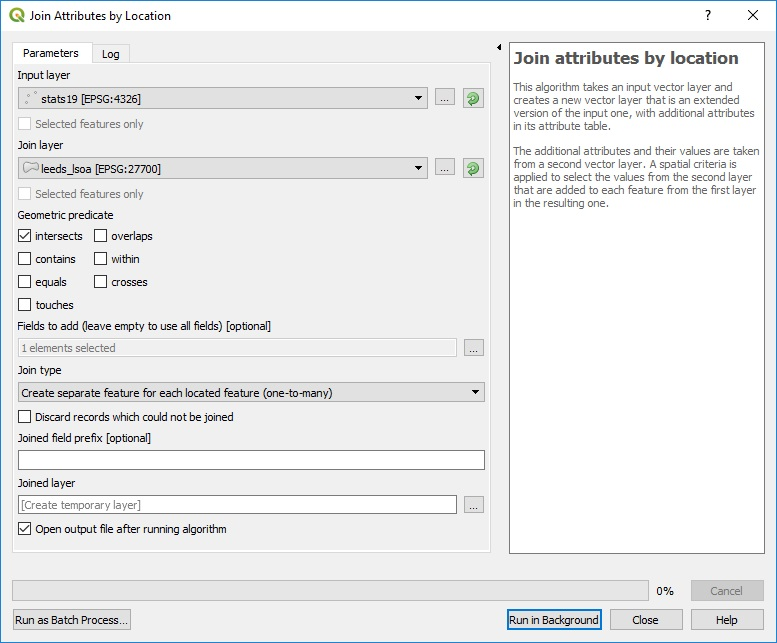 Join Attributes by Location
?
Parameters
Log
Input layer
stats19 [EPSG:4326]
...
Selected features only
Join layer
leeds_lsoa [EPSG:27700]
...
Selected features only
Geometric predicate
intersects
overlaps
contains
within
equals
crosses
touches
Fields to add (leave empty to use all fields) [optional]
1 elements selected
...
Join type
Create separate feature for each located feature (one-to-many)
Discard records which could not be joined
Joined field prefix [optional]
Joined layer
[Create temporary layer]
...
Open output file after running algorithm
Join attributes by location
This algorithm takes an input vector layer and
creates a new vector layer that is an extended
version of the input one, with additional attributes
in its attribute table.
The additional attributes and their values are taken
from a second vector layer. A spatial criteria is
applied to select the values from the second layer
that are added to each feature from the first layer
in the resulting one.
0%
Cancel
Run as Batch Process...
Run in Background
Close
Help